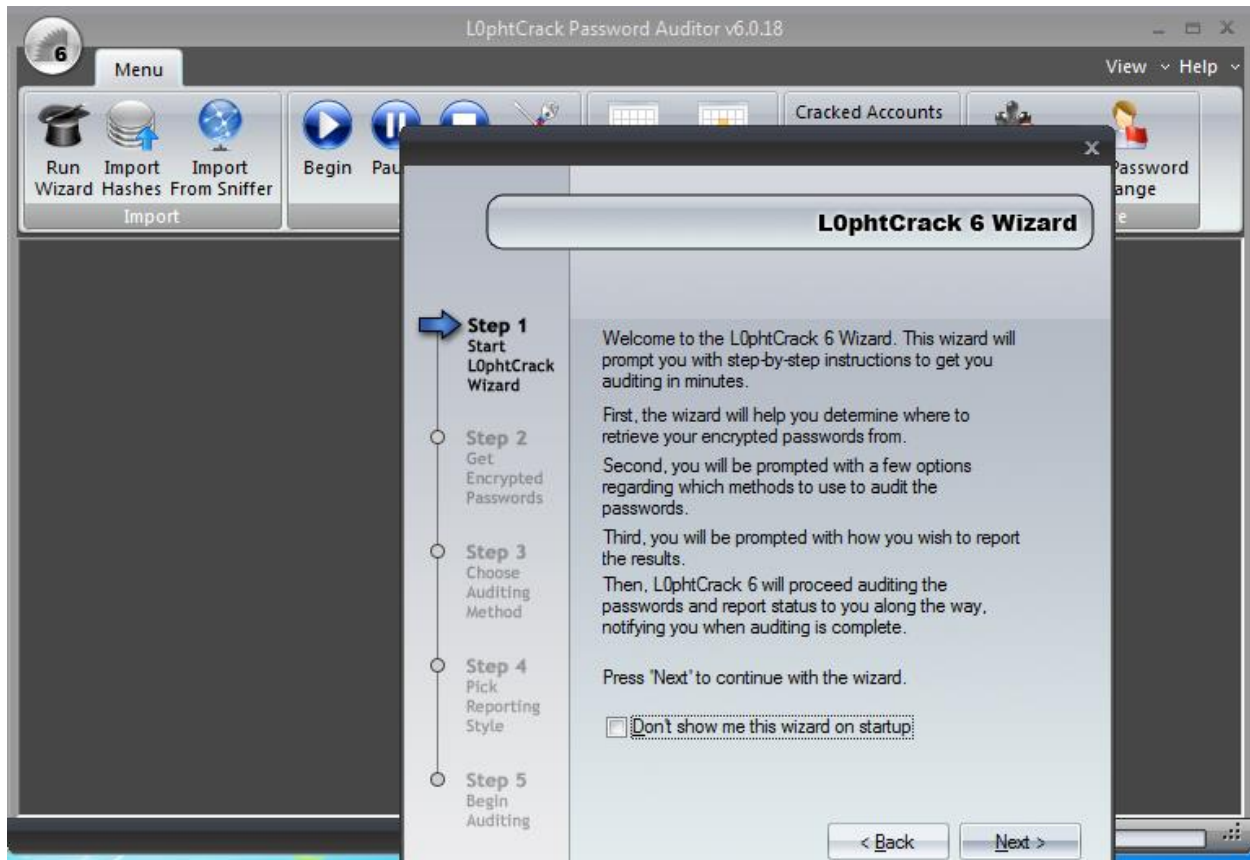 L0phtCrack Password Auditor v6.0.18
6
Menu
View
Help
Run Wizard
Import Hashes
Import From Sniffer
Import
Begin
Cracked Accounts
Password
L0phtCrack 6 Wizard
Step 1
Start
L0phtCrack
Wizard
Step 2
Get
Encrypted
Passwords
Step 3
Choose
Auditing
Method
Step 4
Pick
Reporting
Style
Step 5
Begin
Auditing
Welcome to the L0phtCrack 6 Wizard. This wizard will
prompt you with step-by-step instructions to get you
auditing in minutes.
First, the wizard will help you determine where to
retrieve your encrypted passwords from.
Second, you will be prompted with a few options
regarding which methods to use to audit the
passwords.
Third, you will be prompted with how you wish to report
the results.
Then, L0phtCrack 6 will proceed auditing the
passwords and report status to you along the way,
notifying you when auditing is complete.
Press 'Next' to continue with the wizard.
Don't show me this wizard on startup
< Back
Next >